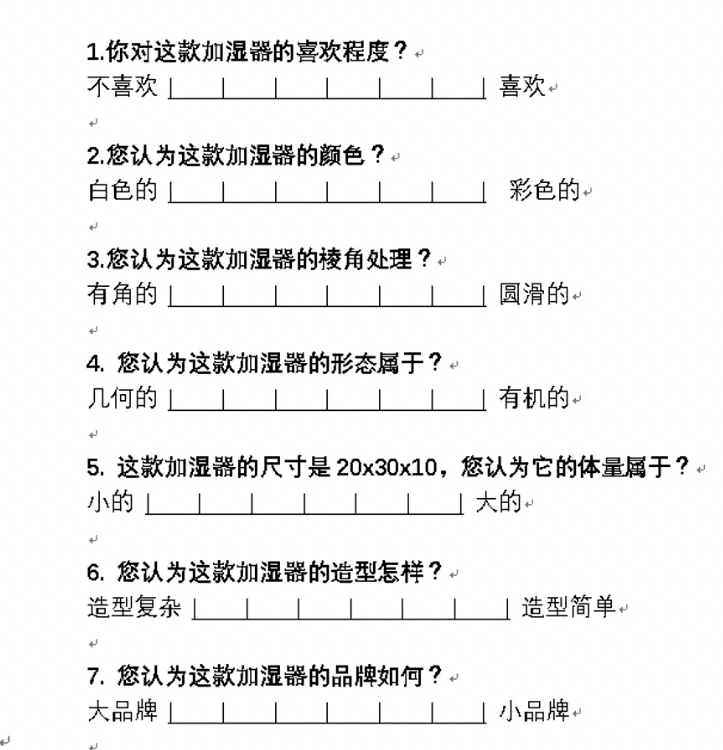 1.你对这款加湿器的喜欢程度？
不喜欢 喜欢
2.您认为这款加湿器的颜色？
白色的 彩色的
3.您认为这款加湿器的棱角处理？
有角的 圆滑的
4. 您认为这款加湿器的形态属于？
几何的 有机的
5. 这款加湿器的尺寸是 20x30x10，您认为它的体量属于？
小的 大的
6. 您认为这款加湿器的造型怎样？
造型复杂 造型简单
7. 您认为这款加湿器的品牌如何？
大品牌 小品牌